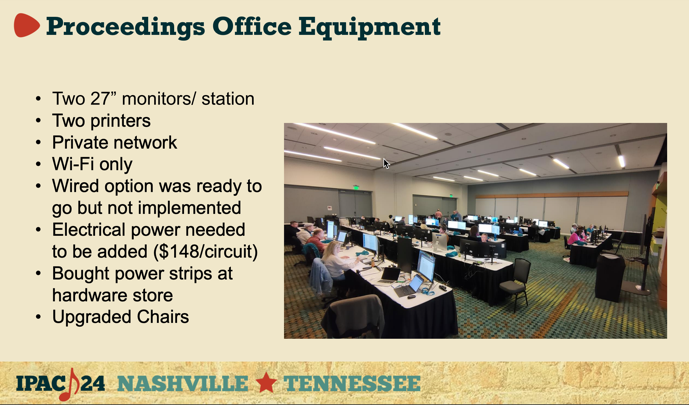 Proceedings Office Equipment
• Two 27” monitors/ station
• Two printers
• Private network
• Wi-Fi only
• Wired option was ready to
go but not implemented
• Electrical power needed
to be added ($148/circuit)
• Bought power strips at
hardware store
• Upgraded Chairs
IPAC 24 NASHVILLE TENNESSEE